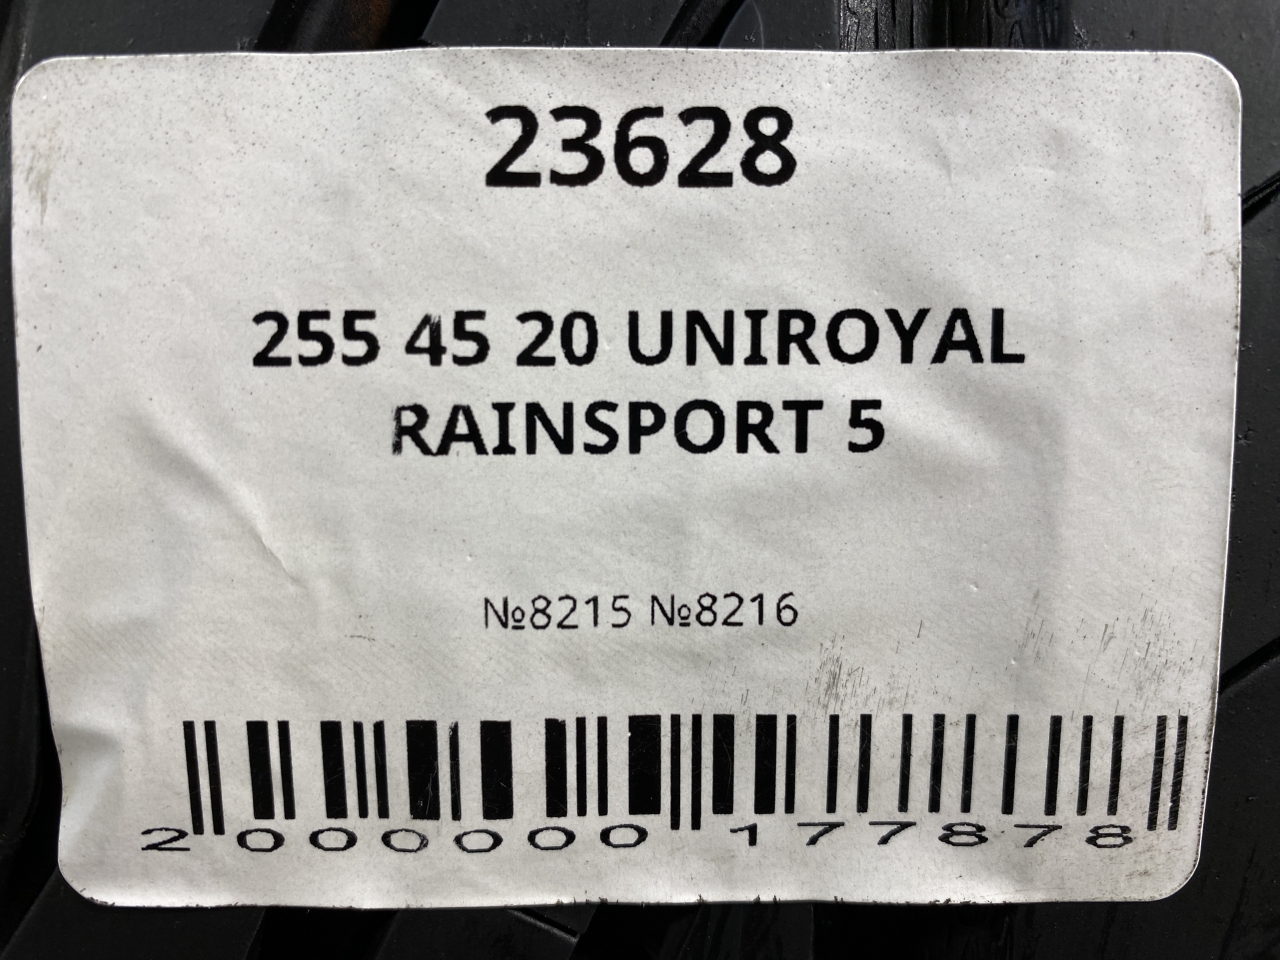 23628
255 45 20 UNIROYAL
RAINSPORT 5
№8215 №8216
2 000000 177878